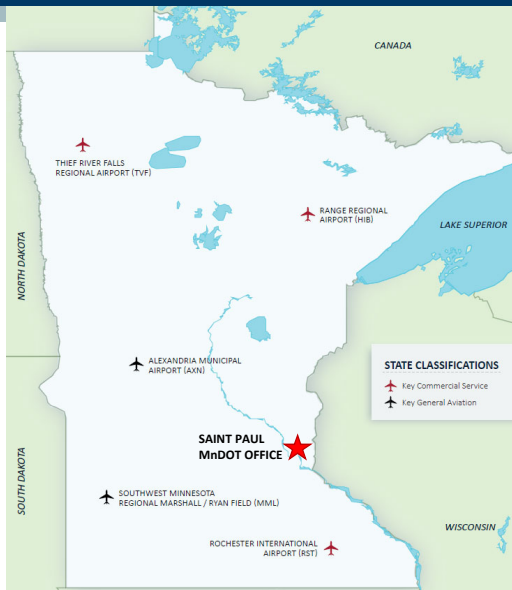 CANADA
THIEF RIVER FALLS
REGIONAL AIRPORT (TVF)
RANGE REGIONAL
AIRPORT (HIB)
LAKE SUPERIOR
NORTH DAKOTA
ALEXANDRIA MUNICIPAL
AIRPORT (AXN)
STATE CLASSIFICATIONS
Key Commercial Service
Key General Aviation
SAINT PAUL
MnDOT OFFICE
SOUTH DAKOTA
SOUTHWEST MINNESOTA
REGIONAL MARSHALL / RYAN FIELD (MML)
WISCONSIN
ROCHESTER INTERNATIONAL
AIRPORT (RST)